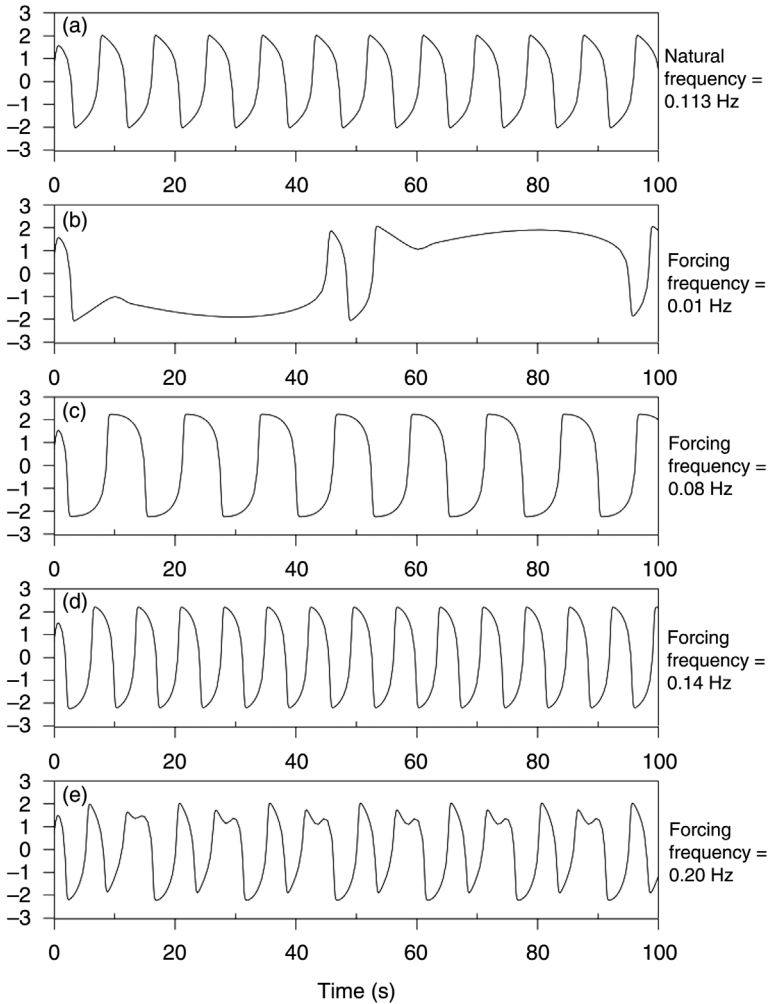 3
2
1
0
−1
−2
−3
(a)
Natural
frequency =
0.113 Hz
0 20 40 60 80 100
3
2
1
0
−1
−2
−3
(b)
Forcing
frequency =
0.01 Hz
0 20 40 60 80 100
3
2
1
0
−1
−2
−3
(c)
Forcing
frequency =
0.08 Hz
0 20 40 60 80 100
3
2
1
0
−1
−2
−3
(d)
Forcing
frequency =
0.14 Hz
0 20 40 60 80 100
3
2
1
0
−1
−2
−3
(e)
Forcing
frequency =
0.20 Hz
0 20 40 60 80 100
Time (s)